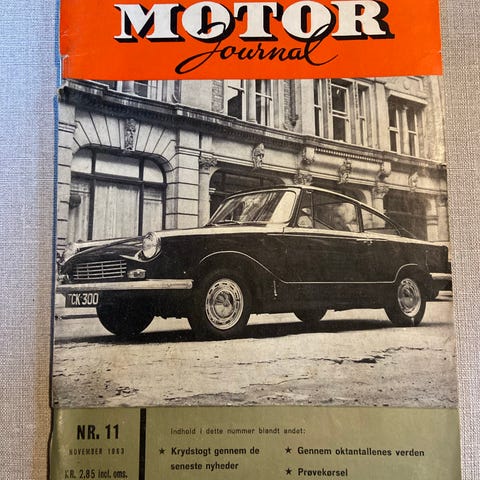 MOTOR
Journal
CK-300
NR. 11
NOVEMBER 1963
KR. 2.85 incl. oms.
Indhold i dette nummer blandt andet:
★ Krydstogt gennem de
seneste nyheder
★ Gennem oktantallenes verden
★ Prøvekørsel